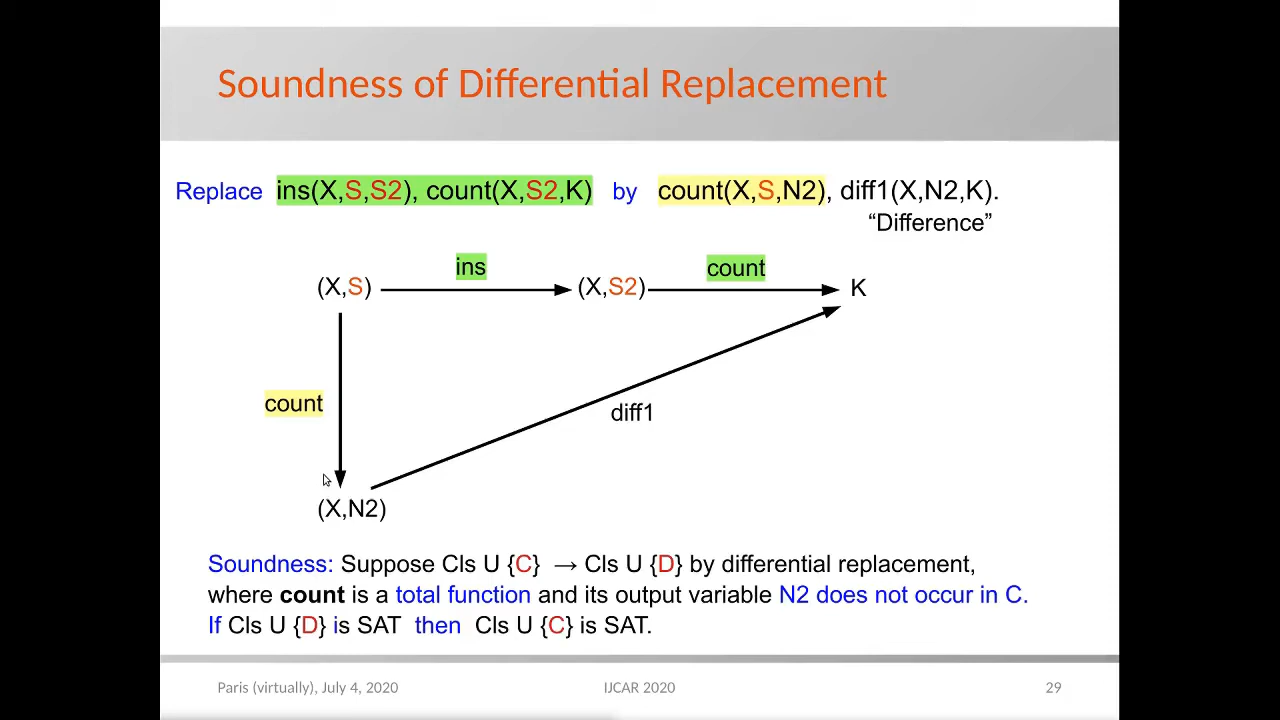 Soundness of Differential Replacement
Replace ins(X,S,S2), count(X,S2,K) by count(X,S,N2), diff1(X,N2,K).
“Difference”
ins
count
(X,S)
(X,S2)
K
count
diff1
(X,N2)
Soundness: Suppose Cls U {C} → Cls U {D} by differential replacement,
where count is a total function and its output variable N2 does not occur in C.
If Cls U {D} is SAT then Cls U {C} is SAT.
Paris (virtually), July 4, 2020
IJCAR 2020
29